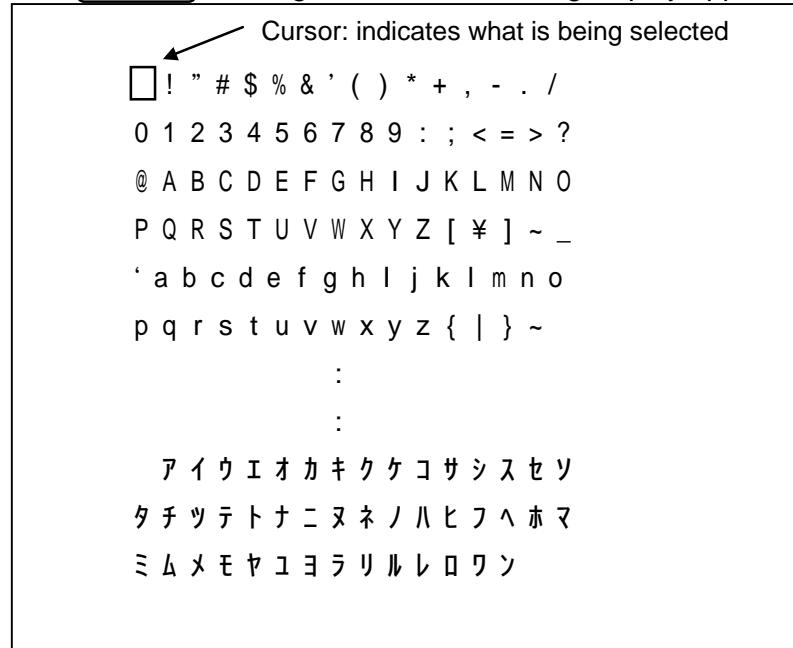 Cursor: indicates what is being selected
! ” # $ % & ’ ( ) * + , - . /
0 1 2 3 4 5 6 7 8 9 : ; < = > ?
@ A B C D E F G H I J K L M N O
P Q R S T U V W X Y Z [ ¥ ] ~ _
‘ a b c d e f g h I j k l m n o
p q r s t u v w x y z { | } ~
:
:
ア イ ウ エ オ カ キ ク ケ コ サ シ ス セ ソ
タ チ ツ テ ト ナ ニ ヌ ネ ノ ハ ヒ フ ヘ ホ マ
ミ ム メ モ ヤ ユ ヨ ラ リ ル レ ロ ワ ン